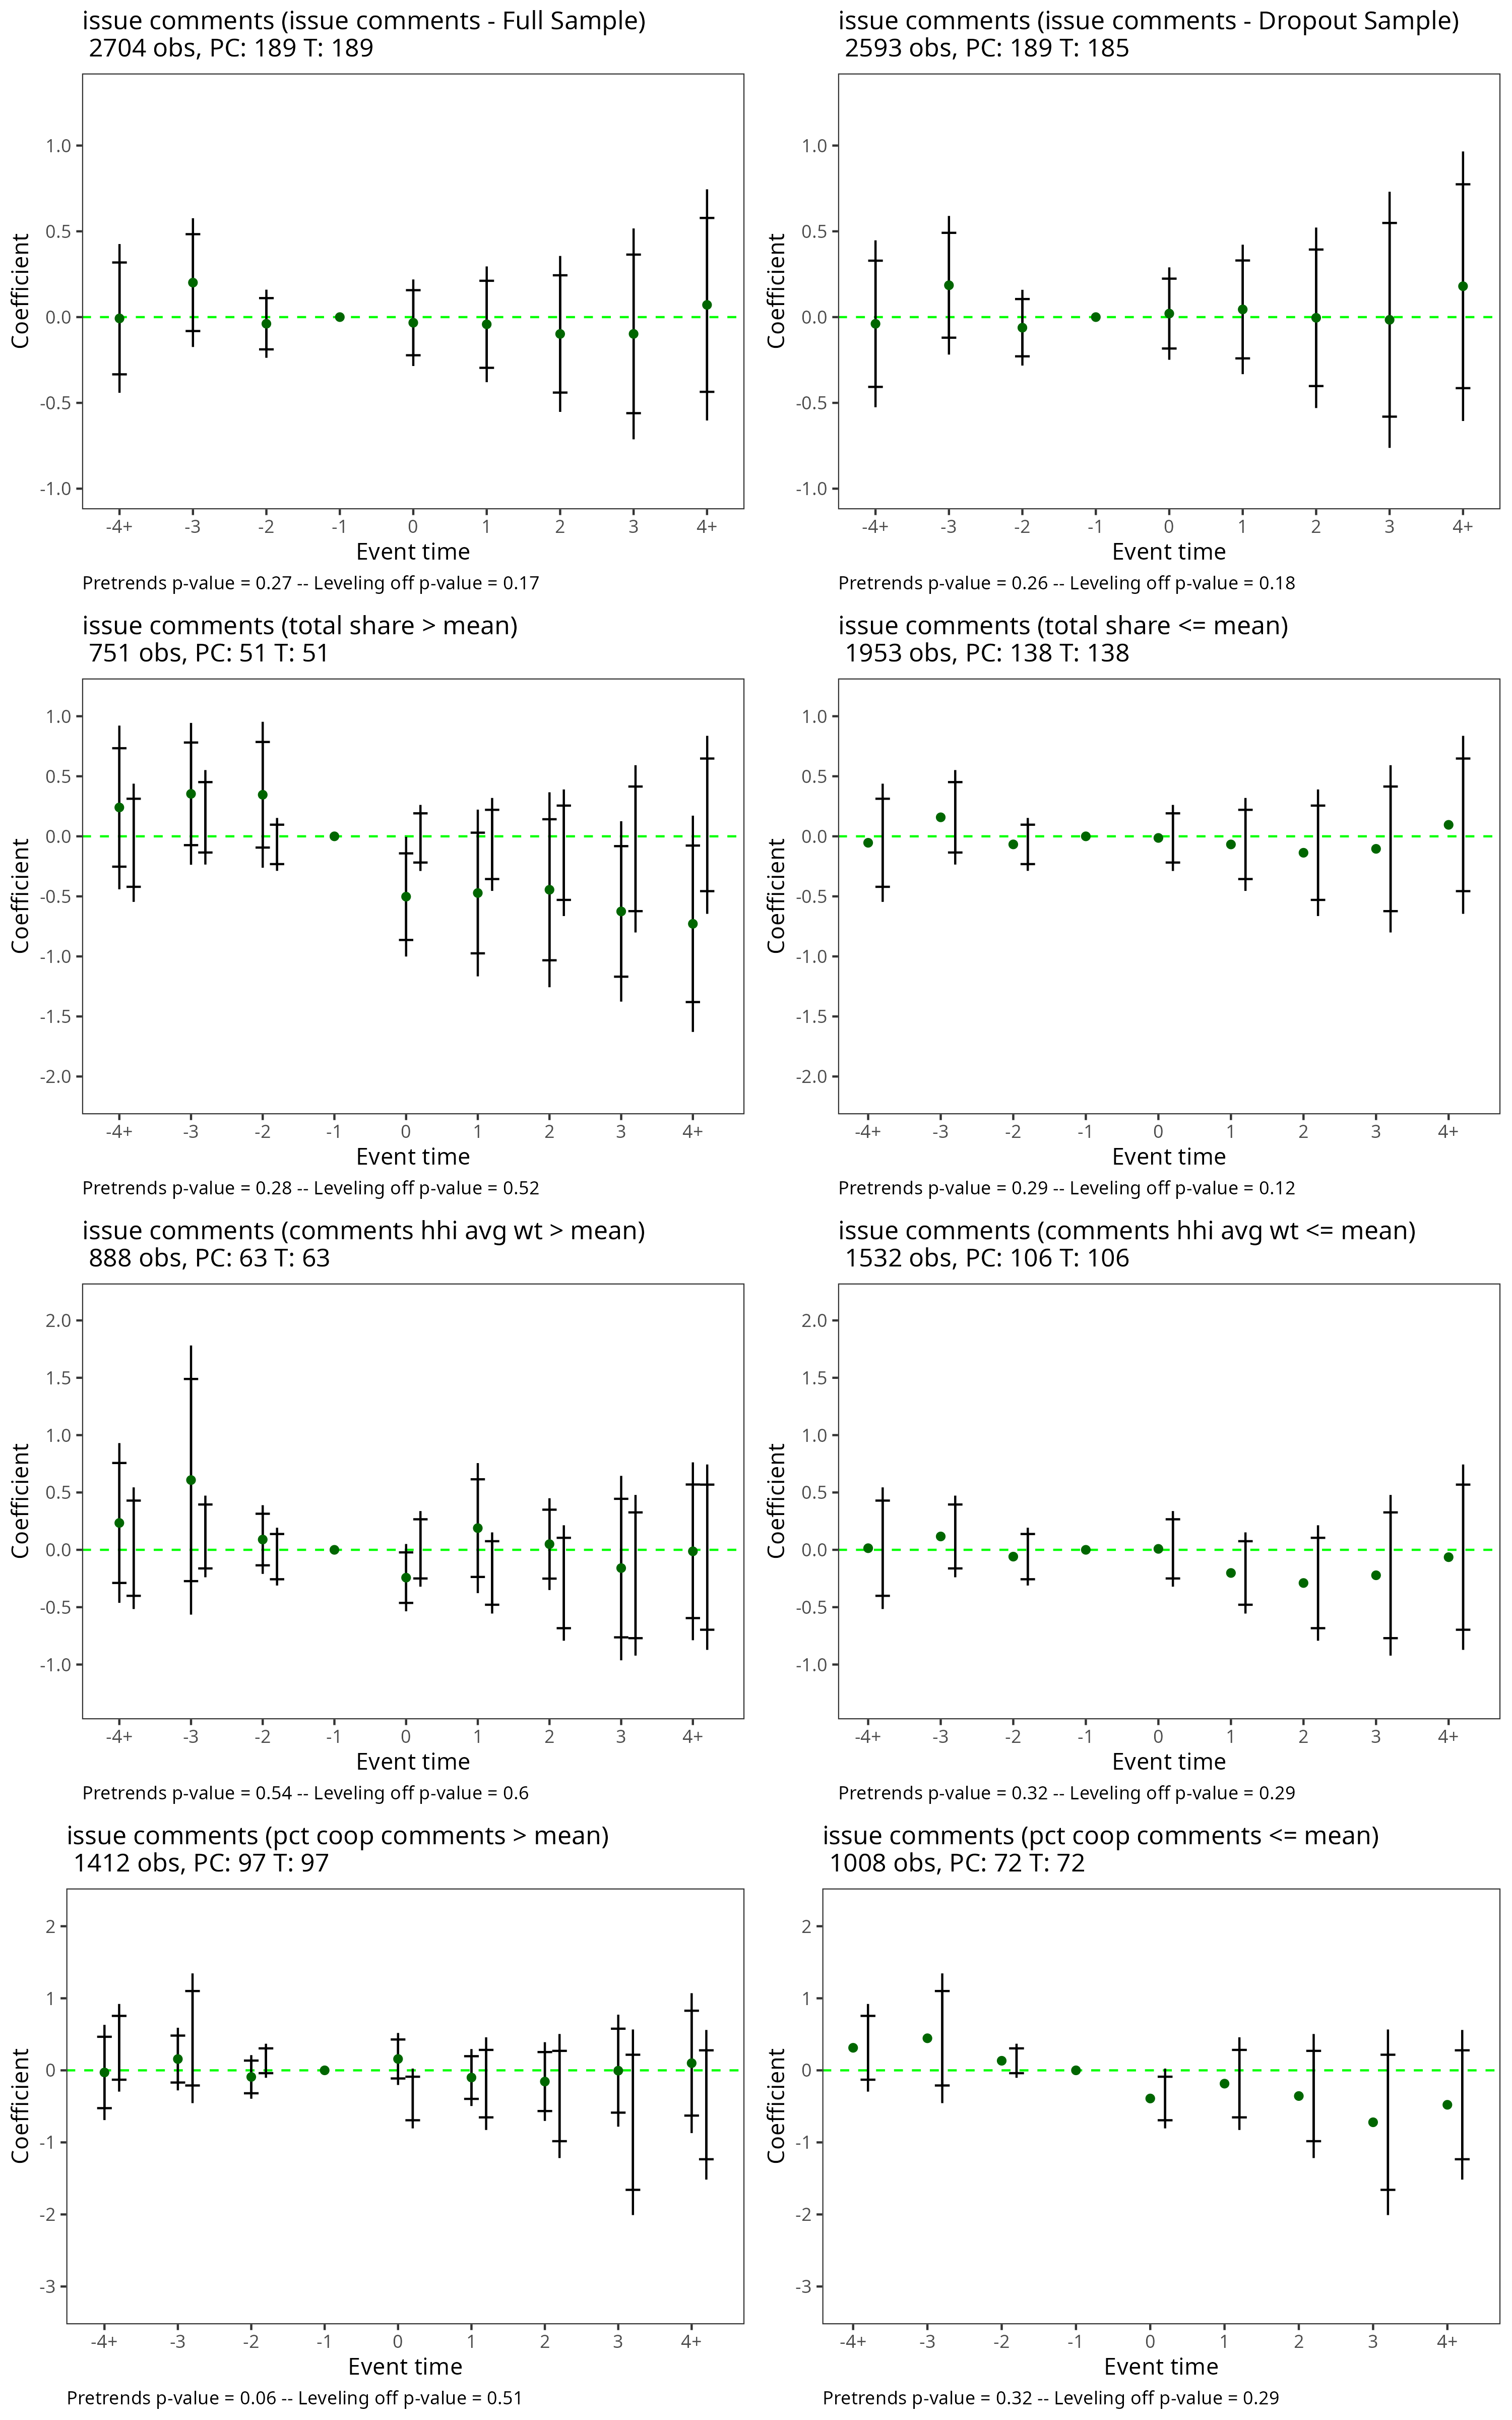 issue comments (issue comments - Full Sample)
2704 obs, PC: 189 T: 189
Coefficient
1.0
0.5
0.0
-0.5
-1.0
-4+ -3 -2 -1 0 1 2 3 4+
Event time
Pretrends p-value = 0.27 -- Leveling off p-value = 0.17
issue comments (issue comments - Dropout Sample)
2593 obs, PC: 189 T: 185
Coefficient
1.0
0.5
0.0
-0.5
-1.0
-4+ -3 -2 -1 0 1 2 3 4+
Event time
Pretrends p-value = 0.26 -- Leveling off p-value = 0.18
issue comments (total share > mean)
751 obs, PC: 51 T: 51
Coefficient
1.0
0.5
0.0
-0.5
-1.0
-1.5
-2.0
-4+ -3 -2 -1 0 1 2 3 4+
Event time
Pretrends p-value = 0.28 -- Leveling off p-value = 0.52
issue comments (total share <= mean)
1953 obs, PC: 138 T: 138
Coefficient
1.0
0.5
0.0
-0.5
-1.0
-1.5
-2.0
-4+ -3 -2 -1 0 1 2 3 4+
Event time
Pretrends p-value = 0.29 -- Leveling off p-value = 0.12
issue comments (comments hhi avg wt > mean)
888 obs, PC: 63 T: 63
Coefficient
2.0
1.5
1.0
0.5
0.0
-0.5
-1.0
-4+ -3 -2 -1 0 1 2 3 4+
Event time
Pretrends p-value = 0.54 -- Leveling off p-value = 0.6
issue comments (comments hhi avg wt <= mean)
1532 obs, PC: 106 T: 106
Coefficient
2.0
1.5
1.0
0.5
0.0
-0.5
-1.0
-4+ -3 -2 -1 0 1 2 3 4+
Event time
Pretrends p-value = 0.32 -- Leveling off p-value = 0.29
issue comments (pct coop comments > mean)
1412 obs, PC: 97 T: 97
Coefficient
2
1
0
-1
-2
-3
-4+ -3 -2 -1 0 1 2 3 4+
Event time
Pretrends p-value = 0.06 -- Leveling off p-value = 0.51
issue comments (pct coop comments <= mean)
1008 obs, PC: 72 T: 72
Coefficient
2
1
0
-1
-2
-3
-4+ -3 -2 -1 0 1 2 3 4+
Event time
Pretrends p-value = 0.32 -- Leveling off p-value = 0.29